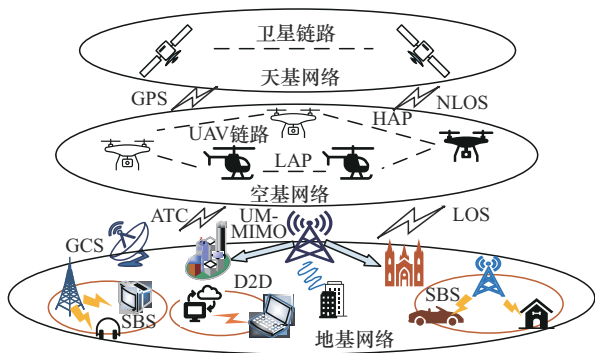 卫星链路
天基网络
GPS
NLOS
HAP
UAV链路
LAP
空基网络
ATC
UM-
MIMO
LOS
GCS
D2D
SBS
SBS
地基网络